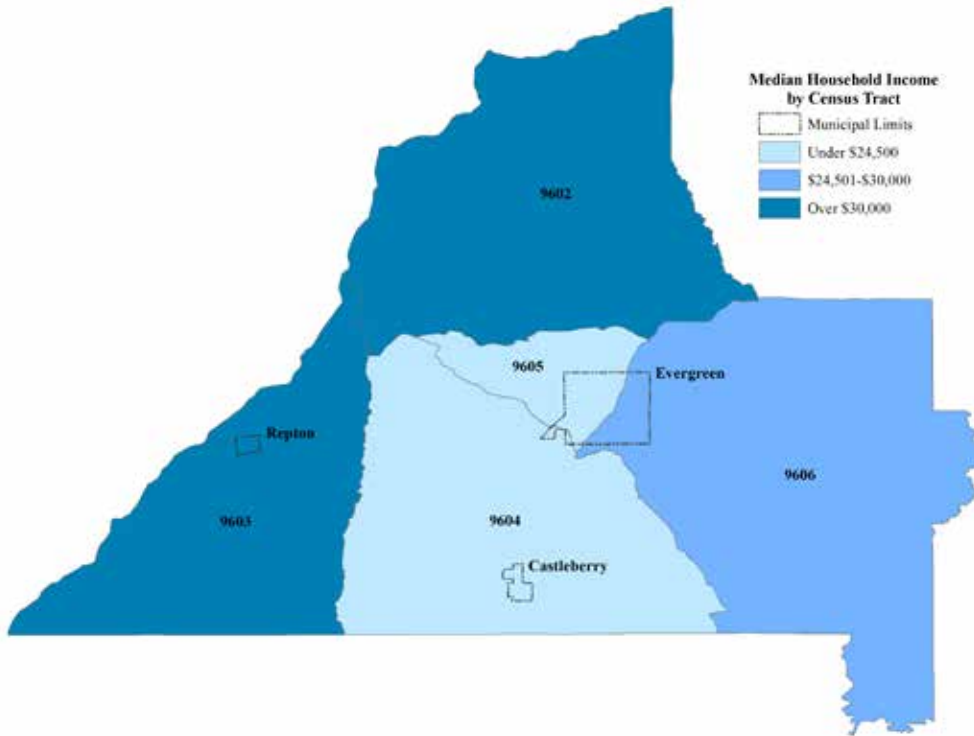 Median Household Income
by Census Tract
Municipal Limits
Under $24,500
$24,501-$30,000
Over $30,000
9602
9605
Evergreen
Repton
9606
9603
9604
Castleberry